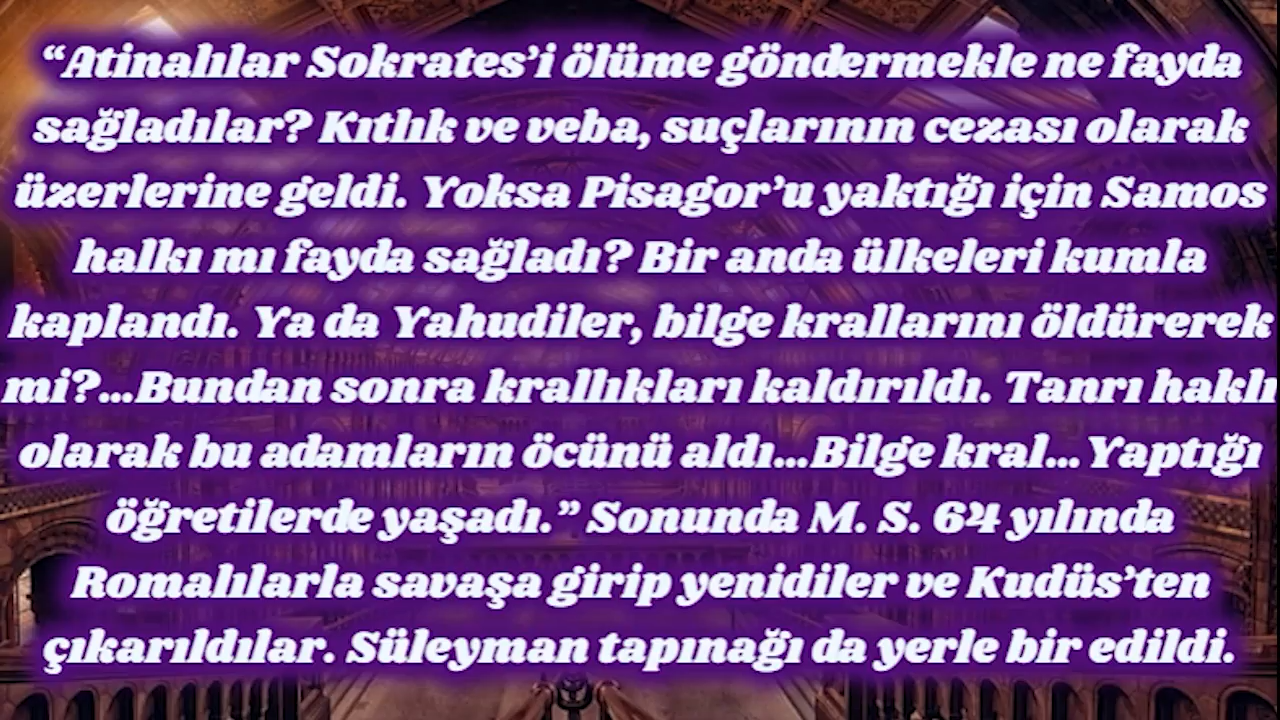 “Atinalılar Sokrates’i ölüme göndermekle ne fayda
sağladılar? Kıtlık ve veba, suçlarının cezası olarak
üzerlerine geldi. Yoksa Pisagor’u yaktığı için Samos
halkı mı fayda sağladı? Bir anda ülkeleri kumla
kaplandı. Ya da Yahudiler, bilge krallarını öldürerek
mi?...Bundan sonra krallıkları kaldırıldı. Tanrı haklı
olarak bu adamların öcünü aldı...Bilge kral... Yaptığı
öğretilerde yaşadı.” Sonunda M. S. 64 yılında
Romalılarla savaşa girip yenidiler ve Kudüs’ten
çıkarıldılar. Süleyman tapınağı da yerle bir edildi.